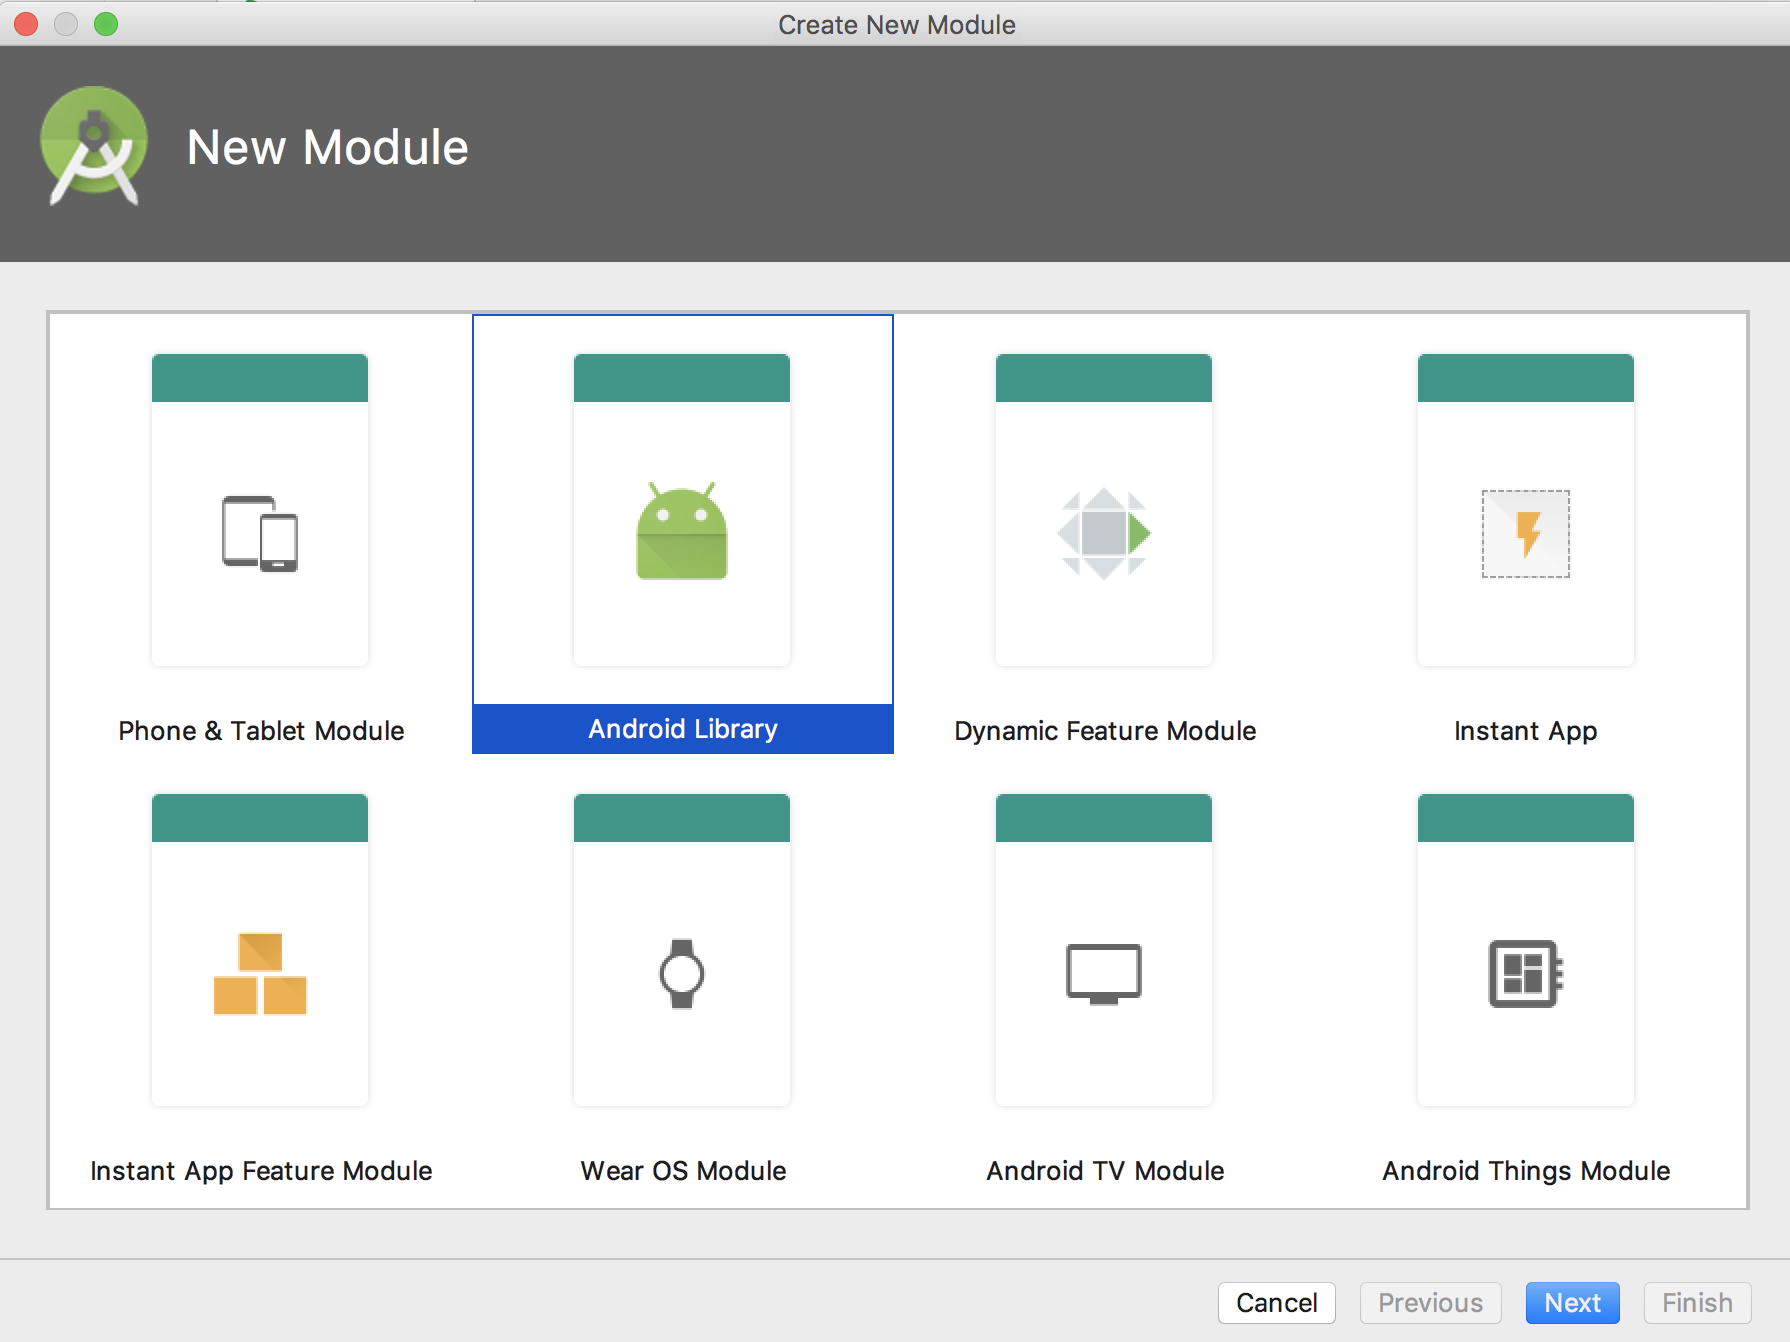 Create New Module
New Module
Phone & Tablet Module
Android Library
Dynamic Feature Module
Instant App
Instant App Feature Module
Wear OS Module
Android TV Module
Android Things Module
Cancel
Previous
Next
Finish